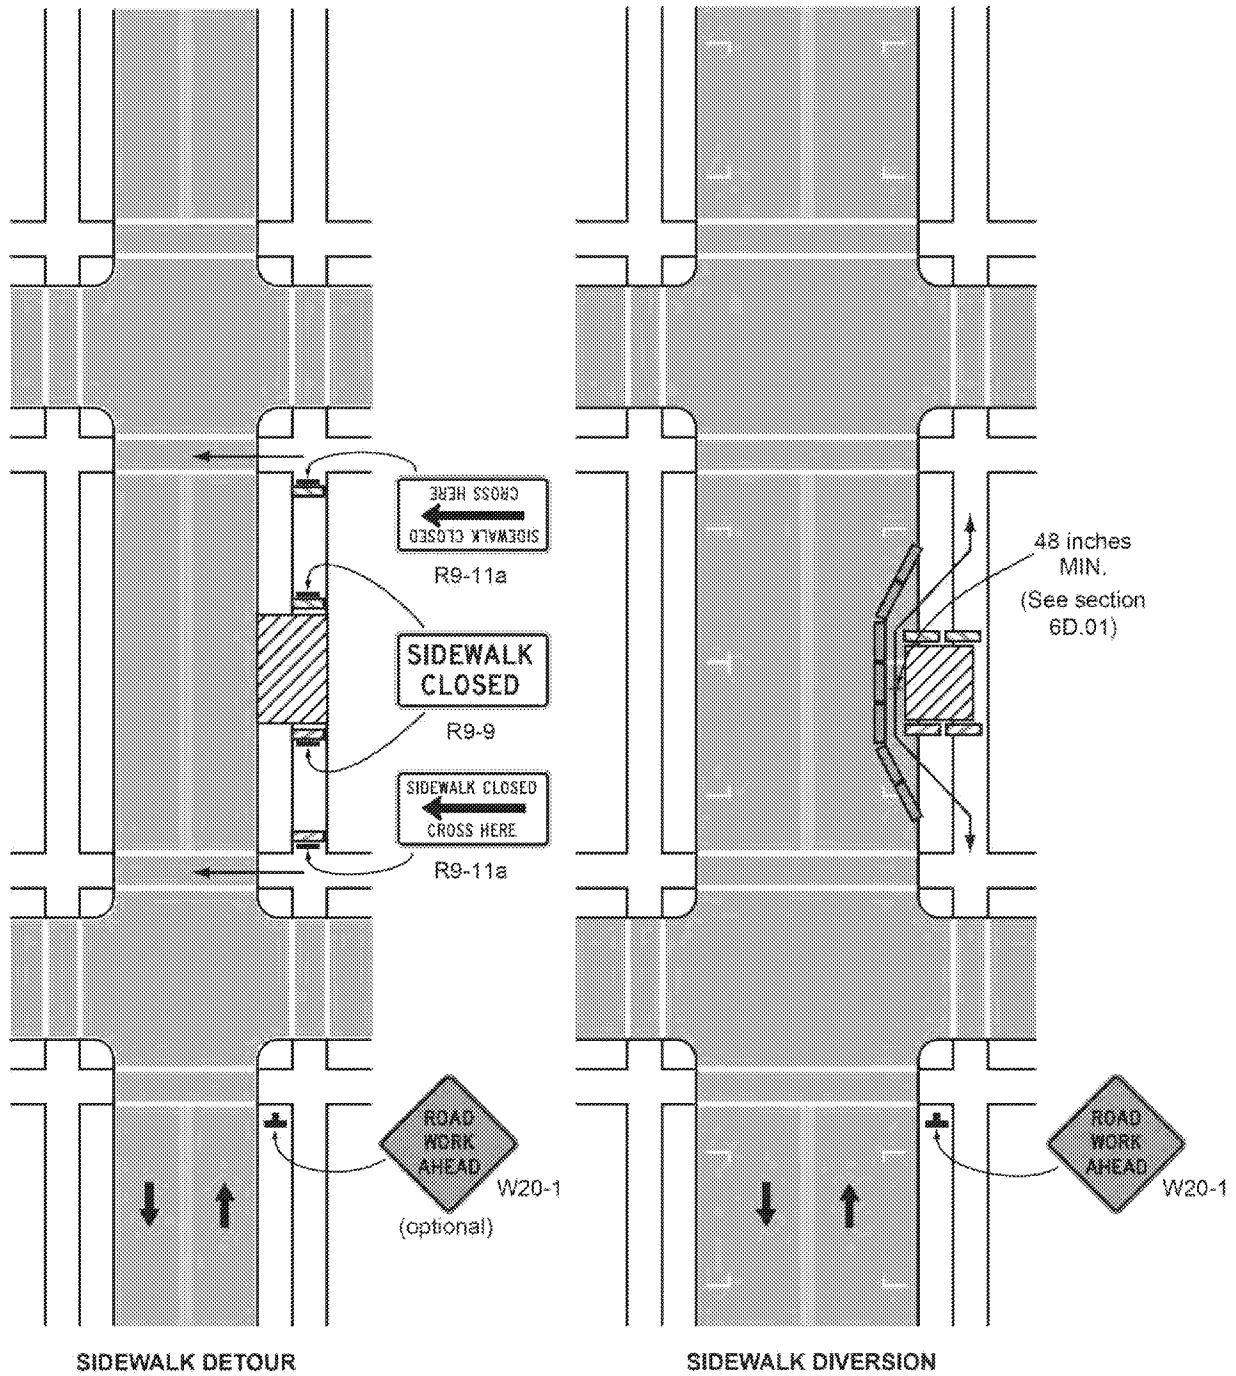 CROSS HERE
SIDEWALK CLOSED
R9-11a
SIDEWALK
CLOSED
R9-9
SIDEWALK CLOSED
CROSS HERE
R9-11a
ROAD
WORK
AHEAD
W20-1
(optional)
SIDEWALK DETOUR
48 inches
MIN.
(See section
6D.01)
ROAD
WORK
AHEAD
W20-1
SIDEWALK DIVERSION